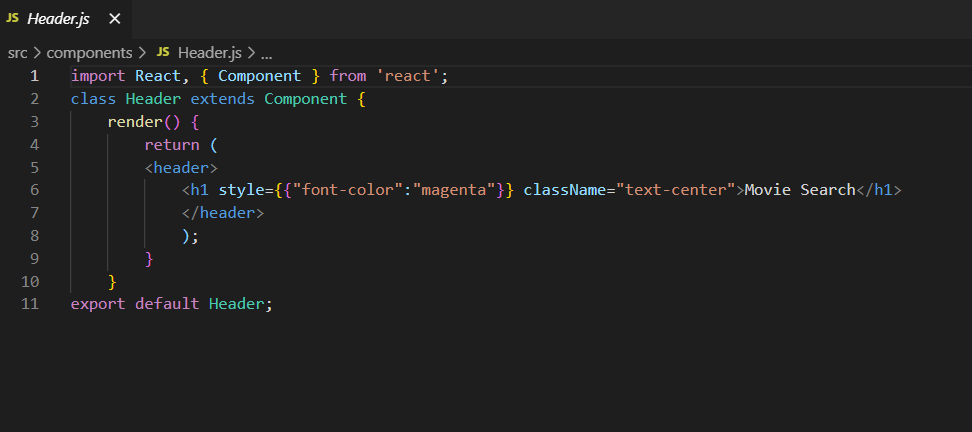 JS Header.js ×
src > components > JS Header.js > ...
1 import React, { Component } from 'react';
2 class Header extends Component {
3 render() {
4 return (
5 <header>
6 <h1 style={{"font-color":"magenta"}} className="text-center">Movie Search</h1>
7 </header>
8 );
9 }
10 }
11 export default Header;